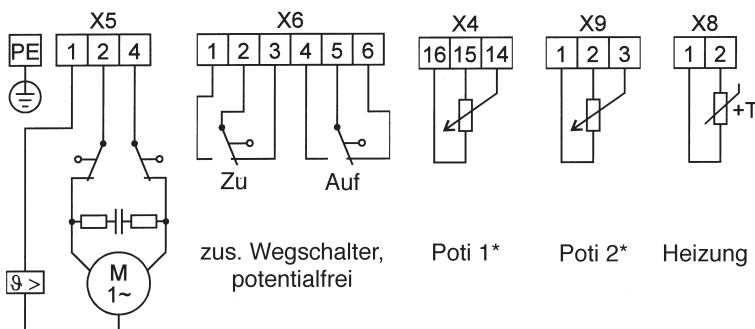 X5 X6 X4 X9 X8
PE 1 2 4 1 2 3 4 5 6 16 15 14 1 2 3 1 2
+T
Zu Auf
zus. Wegschalter, Poti 1* Poti 2* Heizung
potentialfrei
M
1~
ϑ >